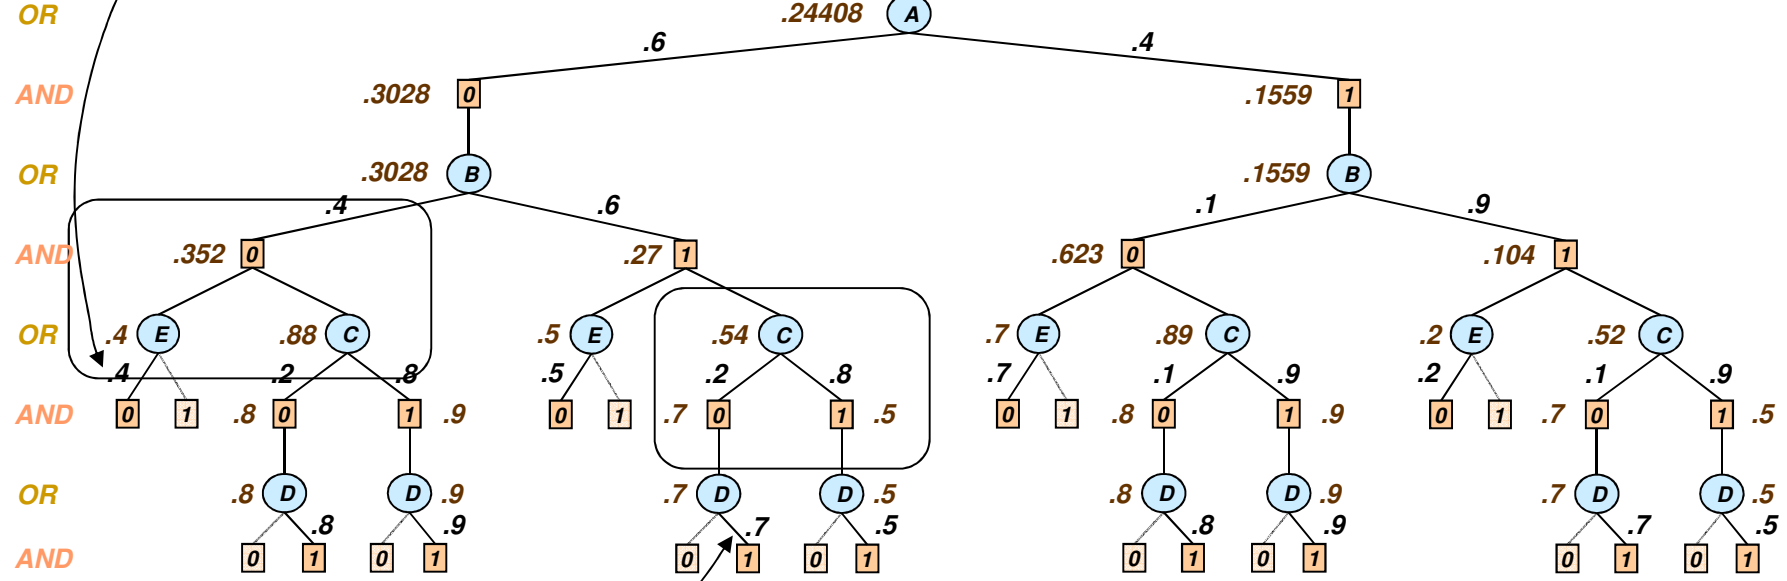 OR .24408 A
.6 .4
AND .3028 0 .1559 1
OR .3028 B .1559 B
.4 .6 .1 .9
AND .352 0 .27 1 .623 0 .104 1
OR .4 E .88 C .5 E .54 C .7 E .89 C .2 E .52 C
.4 .2 .8 .5 .2 .8 .7 .1 .9 .2 .1 .9
AND 0 1 .8 0 1 .9 0 1 .7 0 1 .5 0 1 .8 0 1 .9 0 1 .7 0 1 .5
OR .8 D D .9 .7 D D .5 .8 D D .9 .7 D D .5
.8 .9 .7 .5 .8 .9 .7 .5
AND 0 1 0 1 0 1 0 1 0 1 0 1 0 1 0 1